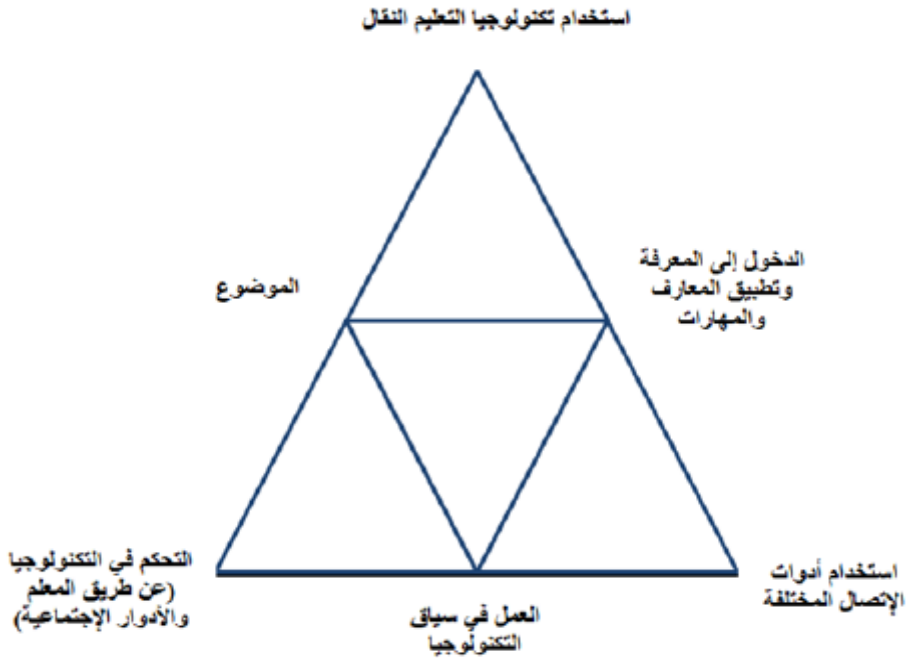 استخدام تكنولوجيا التعليم النقال
الدخول إلى المعرفة
وتطبيق المعارف
والمهارات
الموضوع
استخدام أدوات
الإتصال المختلفة
العمل في سياق
التكنولوجيا
التحكم في التكنولوجيا
(عن طريق المعلم
والأدوار الإجتماعية)